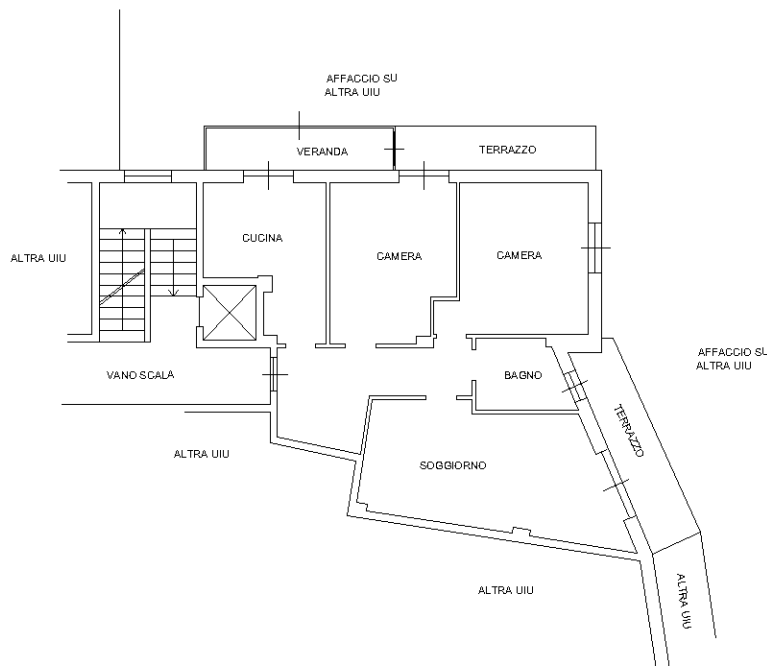 AFFACCIO SU
ALTRA UIU
VERANDA
TERRAZZO
CUCINA
CAMERA
CAMERA
ALTRA UIU
AFFACCIO SU
ALTRA UIU
VANO SCALA
BAGNO
TERRAZZO
ALTRA UIU
SOGGIORNO
ALTRA UIU
ALTRA UIU